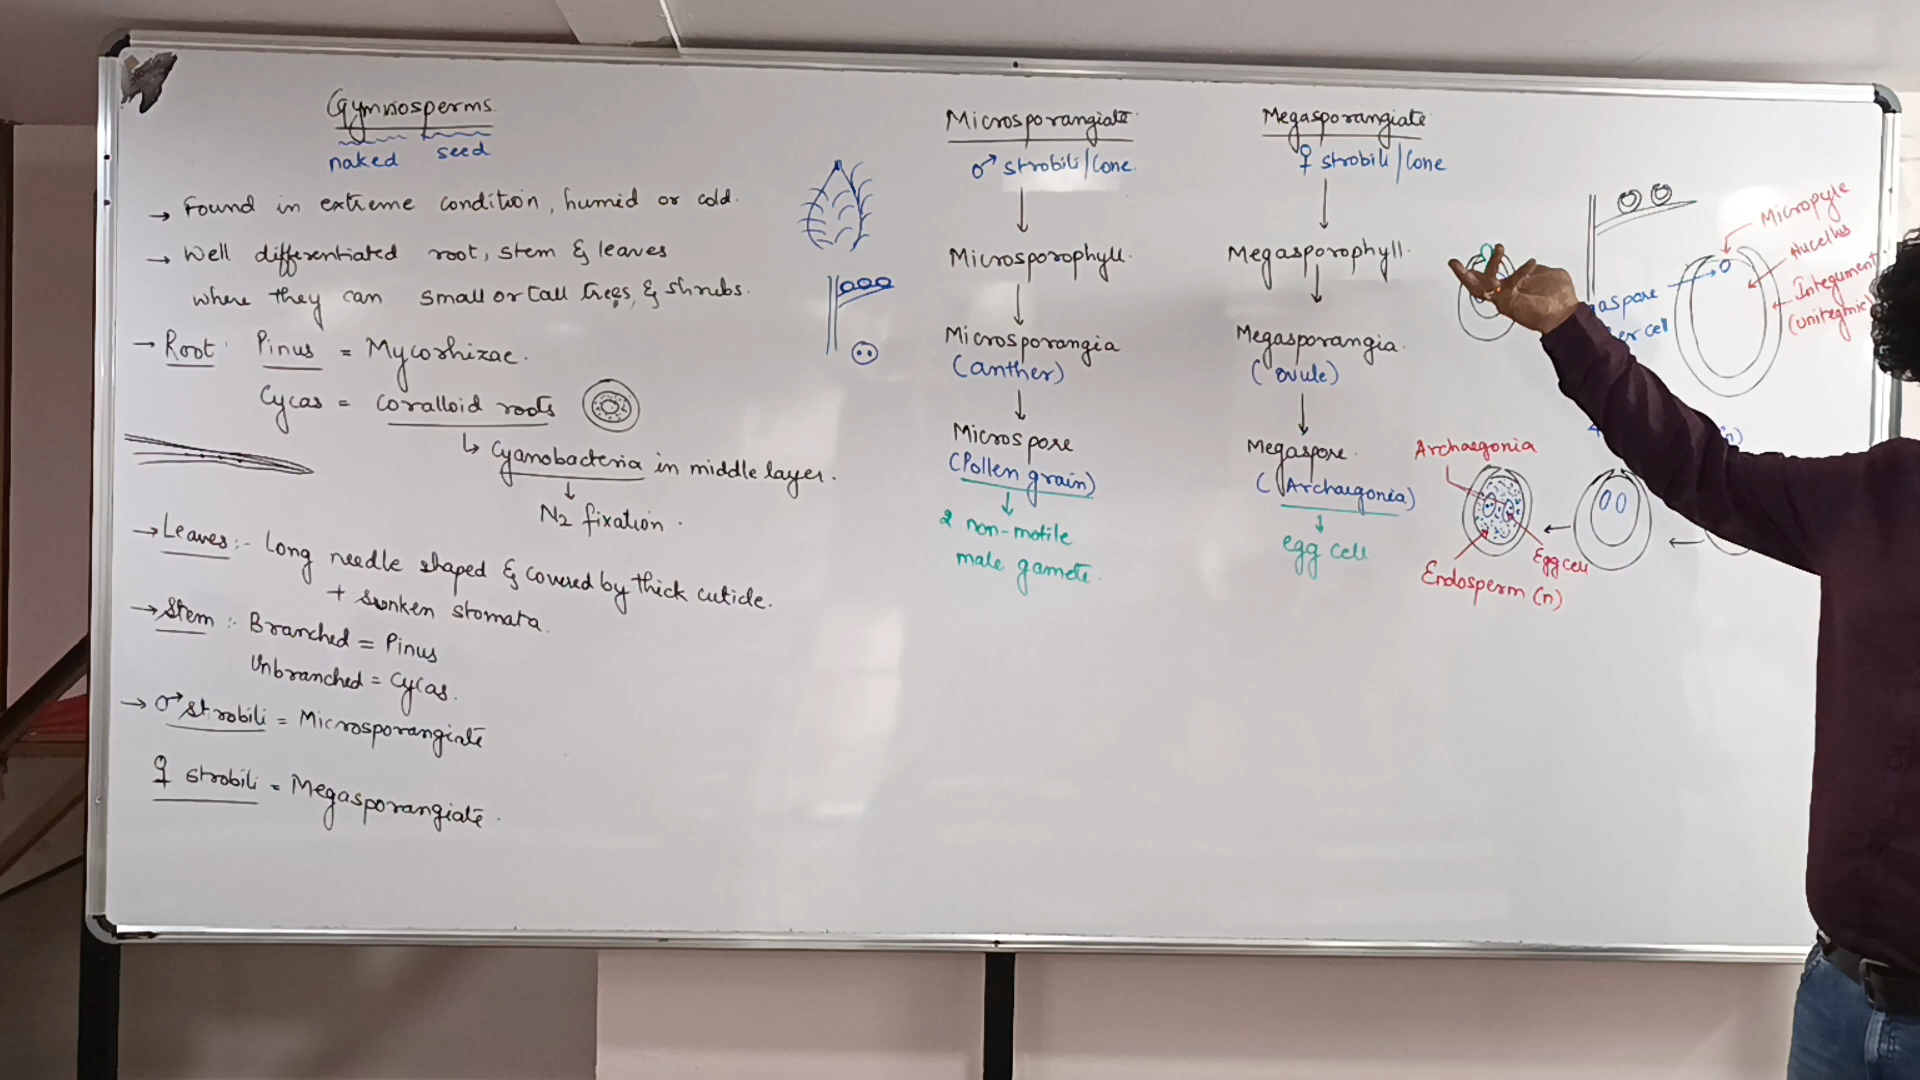 Gymnosperms.
naked seed
→ Found in extreme condition, humid or cold.
→ Well differentiated root, stem & leaves
where they can small or tall trees, & shrubs.
→ Root: Pinus = Mycorhizae.
Cycas = coralloid roots
↳ Cyanobacteria in middle layer.
↓
N2 fixation.
→ Leaves:- Long needle shaped & covered by thick cuticle.
+ sunken stomata.
→ Stem:- Branched = Pinus
Unbranched = Cycas.
→ ♂ strobili = Microsporangiate
♀ strobili = Megasporangiate.
Microsporangiate
♂ strobili/Cone.
↓
Microsporophyll.
↓
Microsporangia
(anther)
↓
Microspore
(Pollen grain)
↓
2 non-motile
male gamete.
Megasporangiate
♀ strobili/Cone
↓
Megasporophyll.
↓
Megasporangia.
(ovule)
↓
Megaspore.
(Archaegonia)
↓
egg cell.
Micropyle
Nucellus
Integument
Archaegonia
Egg cell
Endosperm (n)